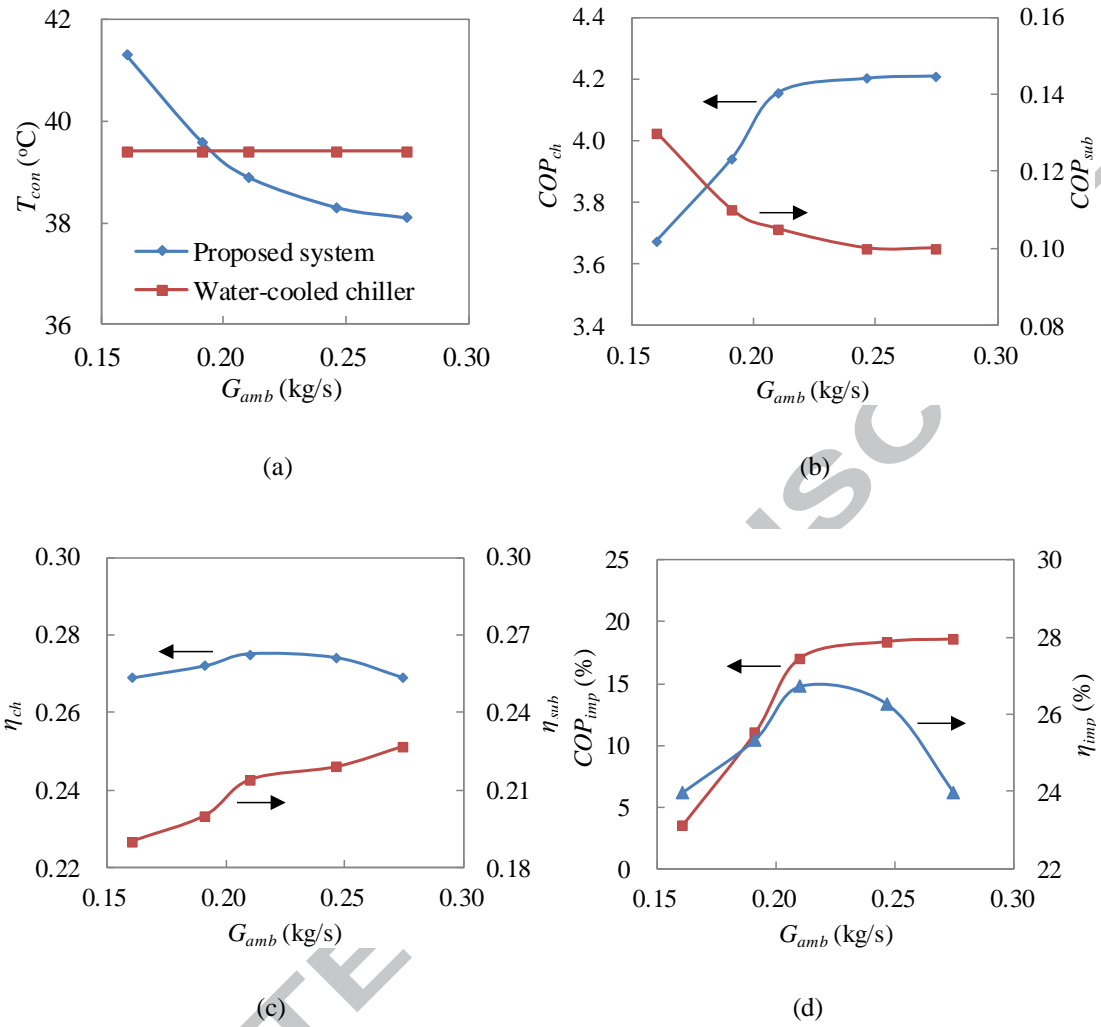 42
40
38
36
T_con (°C)
Proposed system
Water-cooled chiller
0.15 0.20 0.25 0.30
G_amb (kg/s)
(a)
4.4
4.2
4.0
3.8
3.6
3.4
COP_ch
0.16
0.14
0.12
0.10
0.08
COP_sub
0.15 0.20 0.25 0.30
G_amb (kg/s)
(b)
0.30
0.28
0.26
0.24
0.22
η_ch
0.30
0.27
0.24
0.21
0.18
η_sub
0.15 0.20 0.25 0.30
G_amb (kg/s)
(c)
25
20
15
10
5
0
COP_imp (%)
30
28
26
24
22
η_imp (%)
0.15 0.20 0.25 0.30
G_amb (kg/s)
(d)